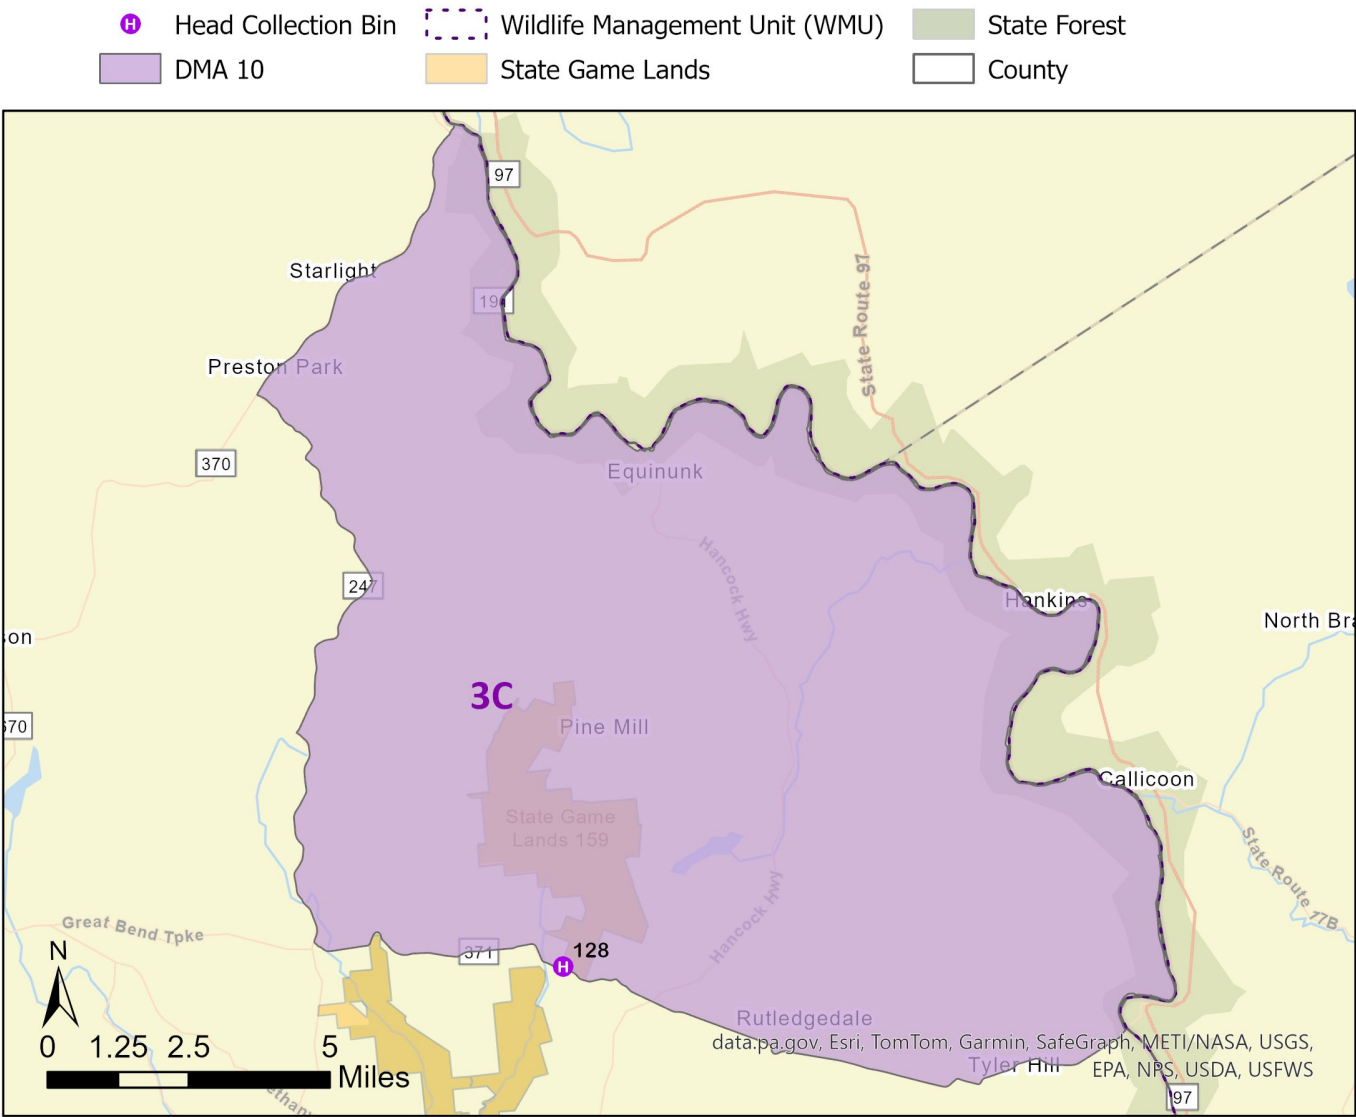 H Head Collection Bin
Wildlife Management Unit (WMU)
State Forest
DMA 10
State Game Lands
County
97
Starlight
State Route 97
Preston Park
370
Equinunk
Hancock Hwy
247
Hankins
North Bra
son
3C
Pine Mill
670
Callicoon
State Game
Lands 159
State Route 17B
Great Bend Tpke
Hancock Hwy
371
128
H
N
Rutledgedale
0 1.25 2.5 5
Miles
data.pa.gov, Esri, TomTom, Garmin, SafeGraph, METI/NASA, USGS,
Tyler Hill
EPA, NPS, USDA, USFWS
97